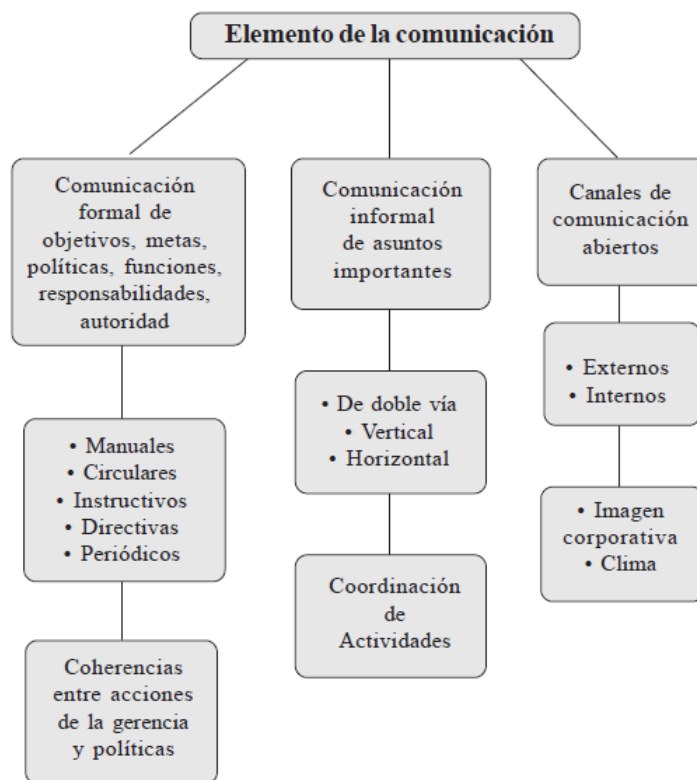 Elemento de la comunicación
Comunicación
formal de
objetivos, metas,
políticas, funciones,
responsabilidades,
autoridad
• Manuales
• Circulares
• Instructivos
• Directivas
• Periódicos
Coherencias
entre acciones
de la gerencia
y políticas
Comunicación
informal
de asuntos
importantes
• De doble vía
• Vertical
• Horizontal
Coordinación
de
Actividades
Canales de
comunicación
abiertos
• Externos
• Internos
• Imagen
corporativa
• Clima